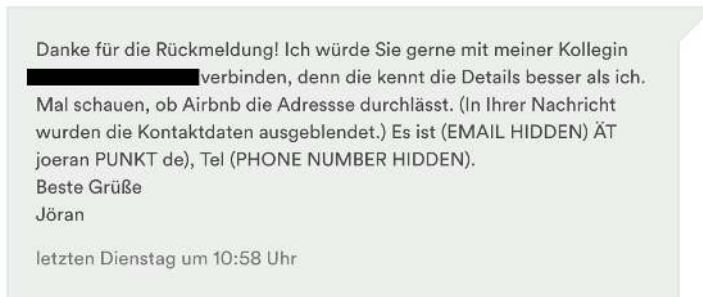 Danke für die Rückmeldung! Ich würde Sie gerne mit meiner Kollegin
verbinden, denn die kennt die Details besser als ich.
Mal schauen, ob Airbnb die Adressse durchlässt. (In Ihrer Nachricht
wurden die Kontaktdaten ausgeblendet.) Es ist (EMAIL HIDDEN) ÄT
joeran PUNKT de), Tel (PHONE NUMBER HIDDEN).
Beste Grüße
Jöran
letzten Dienstag um 10:58 Uhr